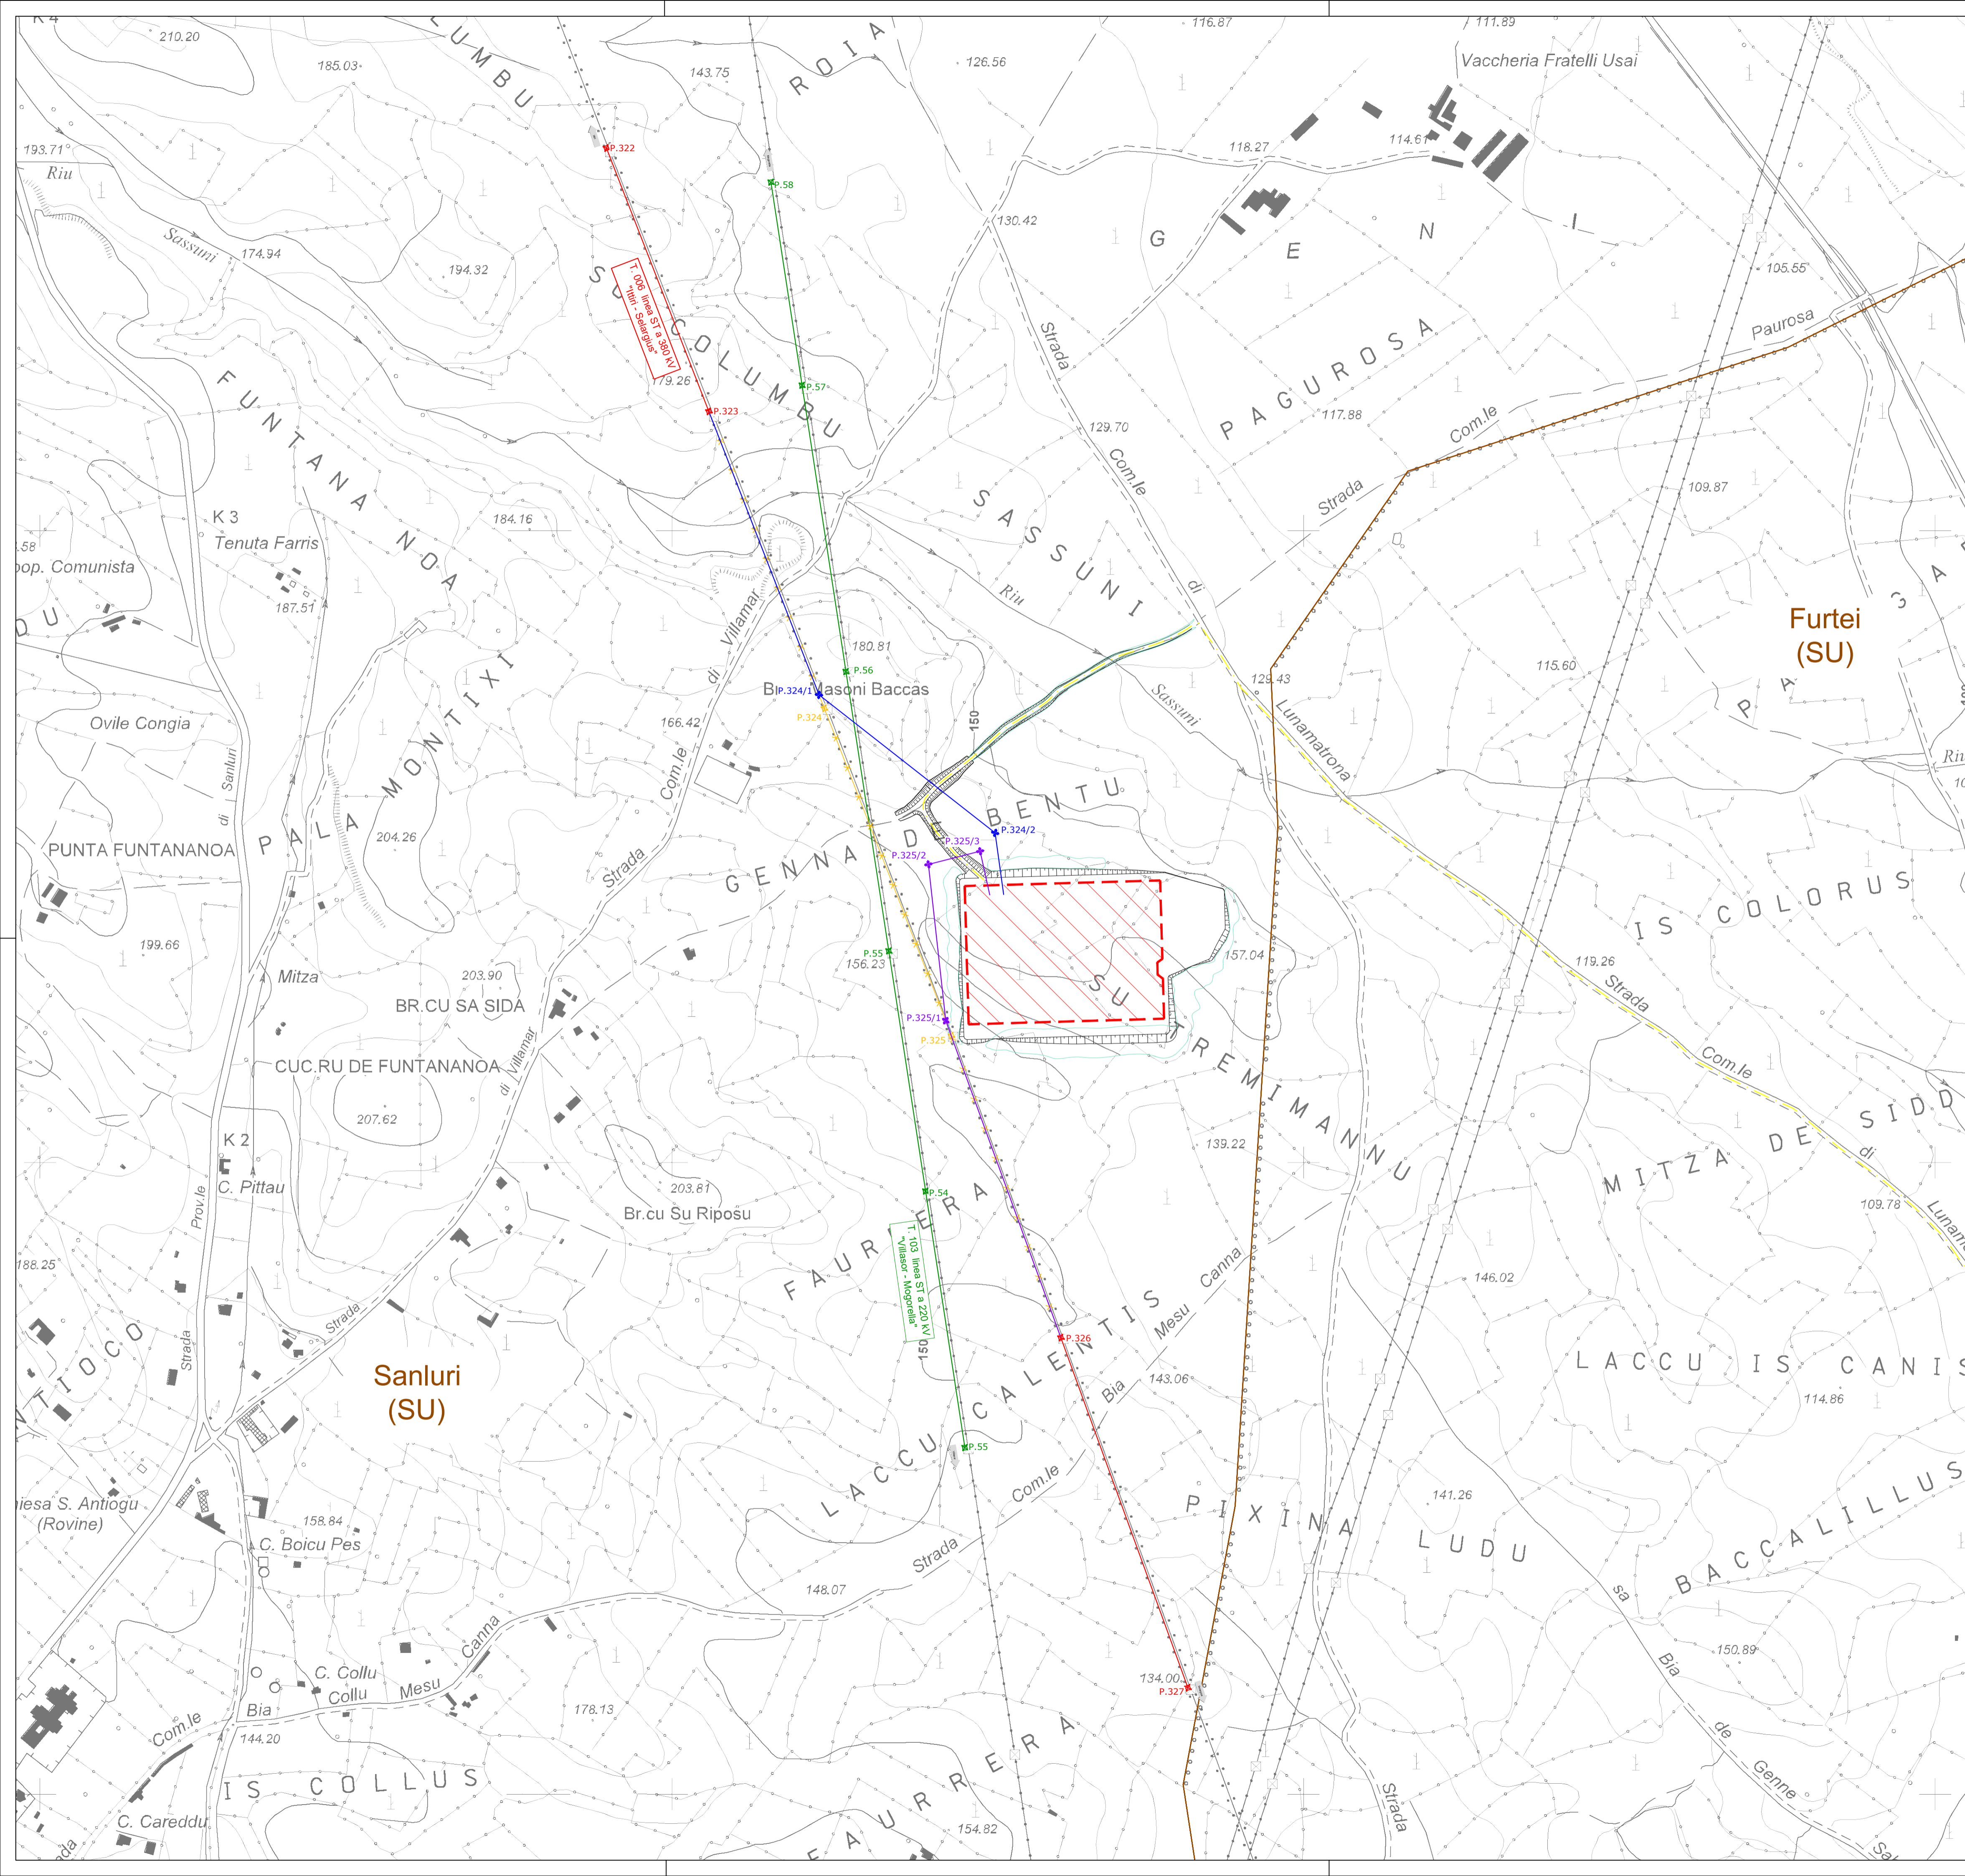 K 4
210.20
185.03
143.75
126.56
116.87
111.89
Vaccheria Fratelli Usai
ROIA
193.71
Riu
P.322
P.58
118.27
114.61
Sassuni
174.94
194.32
130.42
G E N I
105.55
T. 006 linea ST a 380 kV
"Ittiri - Selargius"
SU COLUMBU
Strada
PAGUROSA
Paurosa
179.26
P.57
P.323
117.88
Com.le
129.70
Com.le
FUNTANA NOA
SASSUNI
Strada
109.87
K 3
Tenuta Farris
184.16
187.51
Riu
di
Furtei
(SU)
Villamar
di
180.81
P.56
115.60
P.324/1
Masoni Baccas
129.43
P.324
Sassuni
Lunamatrona
150
Ovile Congia
166.42
di Sanluri
Com.le
PALA MONTIXI
204.26
PUNTA FUNTANANOA
GENNA DE BENTU
P.324/2
P.325/3
P.325/2
Strada
IS COLORUS
199.66
P.55
156.23
157.04
119.26
Mitza
203.90
BR.CU SA SIDA
SU TREMIMANNU
Strada
P.325/1
P.325
CUC.RU DE FUNTANANOA
di Villamar
Com.le
207.62
K 2
C. Pittau
139.22
MITZA DE SIDD
di
109.78
203.81
Br.cu Su Riposu
P.54
Prov.le
T. 103 linea ST a 220 kV
"Villasor - Mogorella"
FAURRERA
188.25
146.02
Canna
Mesu
Bia
Strada
Strada
150
P.326
Sanluri
(SU)
143.06
LACCU IS CANIS
114.86
NTIOCO
LACCU CALENTIS
P.55
Com.le
Strada
iesa S. Antiogu
(Rovine)
158.84
C. Boicu Pes
141.26
PIXINA LUDU
BACCALILLUS
148.07
sa
Bia
Canna
C. Collu
Collu
Mesu
Bia
Com.le
144.20
178.13
134.00
P.327
150.89
de
Genne
IS COLLUS
FAURRERA
Strada
C. Careddu
154.82